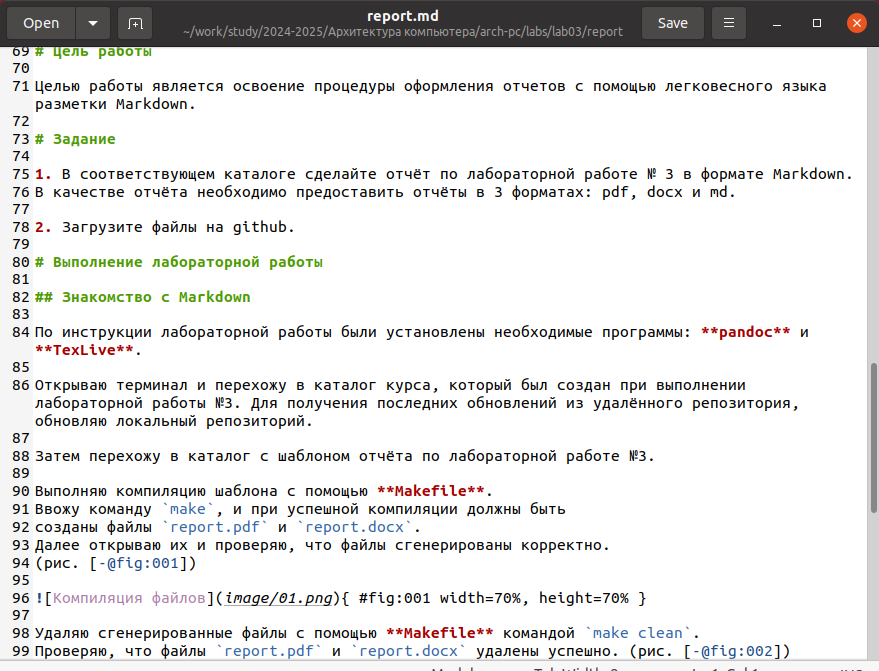 Open
report.md
~/work/study/2024-2025/Архитектура компьютера/arch-pc/labs/lab03/report
Save
69 # Цель работы
70
71 Целью работы является освоение процедуры оформления отчетов с помощью легковесного языка
разметки Markdown.
72
73 # Задание
74
75 1. В соответствующем каталоге сделайте отчёт по лабораторной работе № 3 в формате Markdown.
76 В качестве отчёта необходимо предоставить отчёты в 3 форматах: pdf, docx и md.
77
78 2. Загрузите файлы на github.
79
80 # Выполнение лабораторной работы
81
82 ## Знакомство с Markdown
83
84 По инструкции лабораторной работы были установлены необходимые программы: **pandoc** и
**TexLive**.
85
86 Открываю терминал и перехожу в каталог курса, который был создан при выполнении
лабораторной работы №3. Для получения последних обновлений из удалённого репозитория,
обновляю локальный репозиторий.
87
88 Затем перехожу в каталог с шаблоном отчёта по лабораторной работе №3.
89
90 Выполняю компиляцию шаблона с помощью **Makefile**.
91 Ввожу команду `make`, и при успешной компиляции должны быть
92 созданы файлы `report.pdf` и `report.docx`.
93 Далее открываю их и проверяю, что файлы сгенерированы корректно.
94 (рис. [-@fig:001])
95
96 ![Компиляция файлов](image/01.png){ #fig:001 width=70%, height=70% }
97
98 Удаляю сгенерированные файлы с помощью **Makefile** командой `make clean`.
99 Проверяю, что файлы `report.pdf` и `report.docx` удалены успешно. (рис. [-@fig:002])